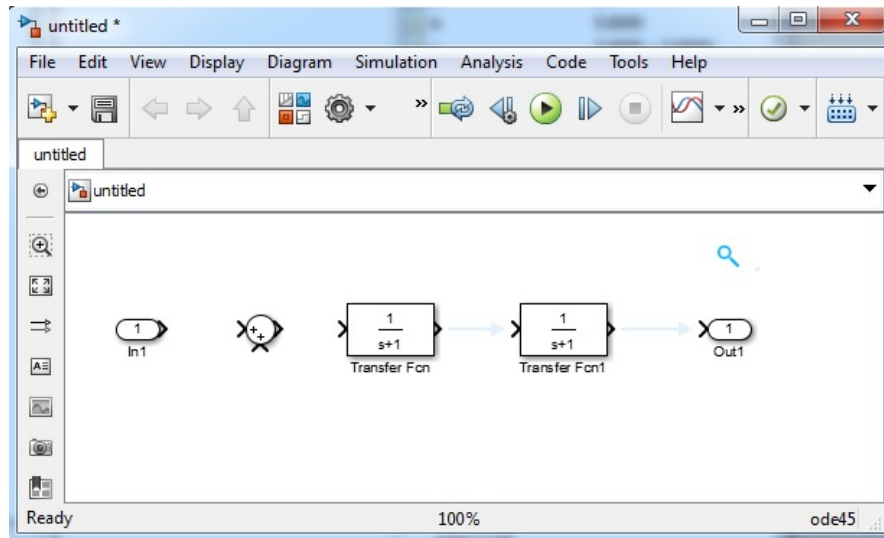 untitled *
File Edit View Display Diagram Simulation Analysis Code Tools Help
» »
untitled
untitled
1 + + 1 1 1
s+1 s+1
In1 Transfer Fcn Transfer Fcn1 Out1
Ready 100% ode45